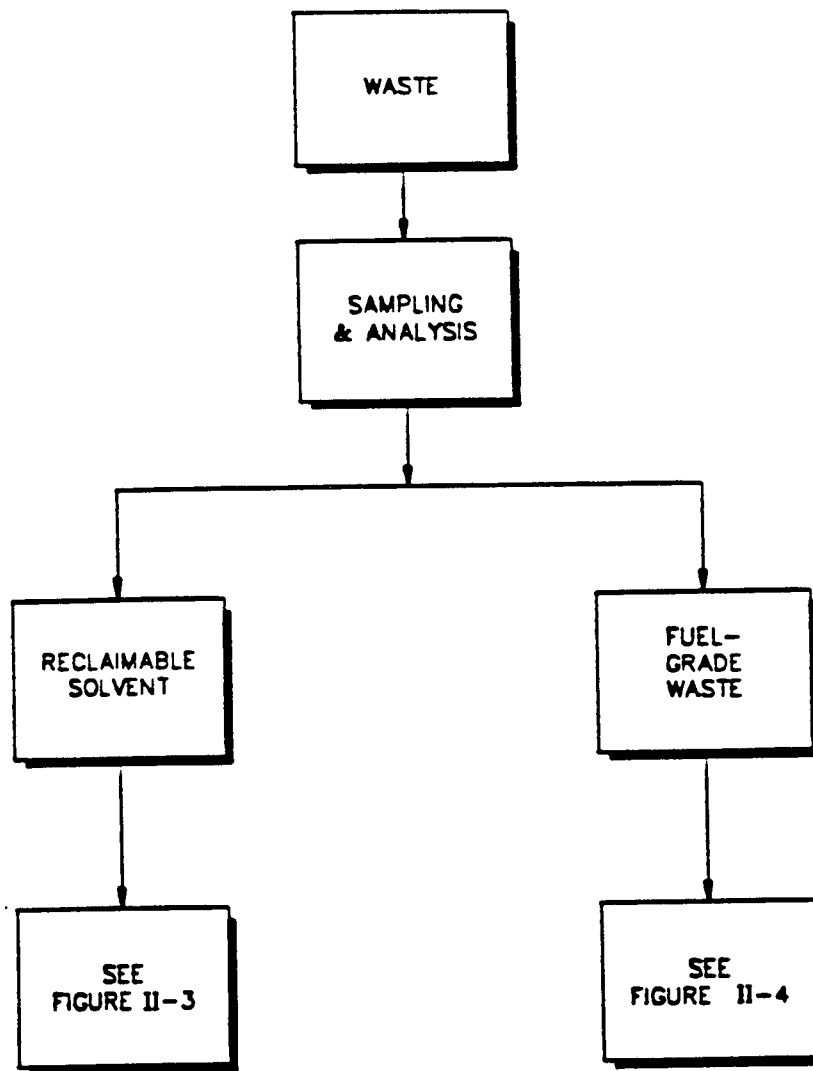 WASTE
SAMPLING
& ANALYSIS
RECLAIMABLE
SOLVENT
FUEL-
GRADE
WASTE
SEE
FIGURE II-3
SEE
FIGURE II-4